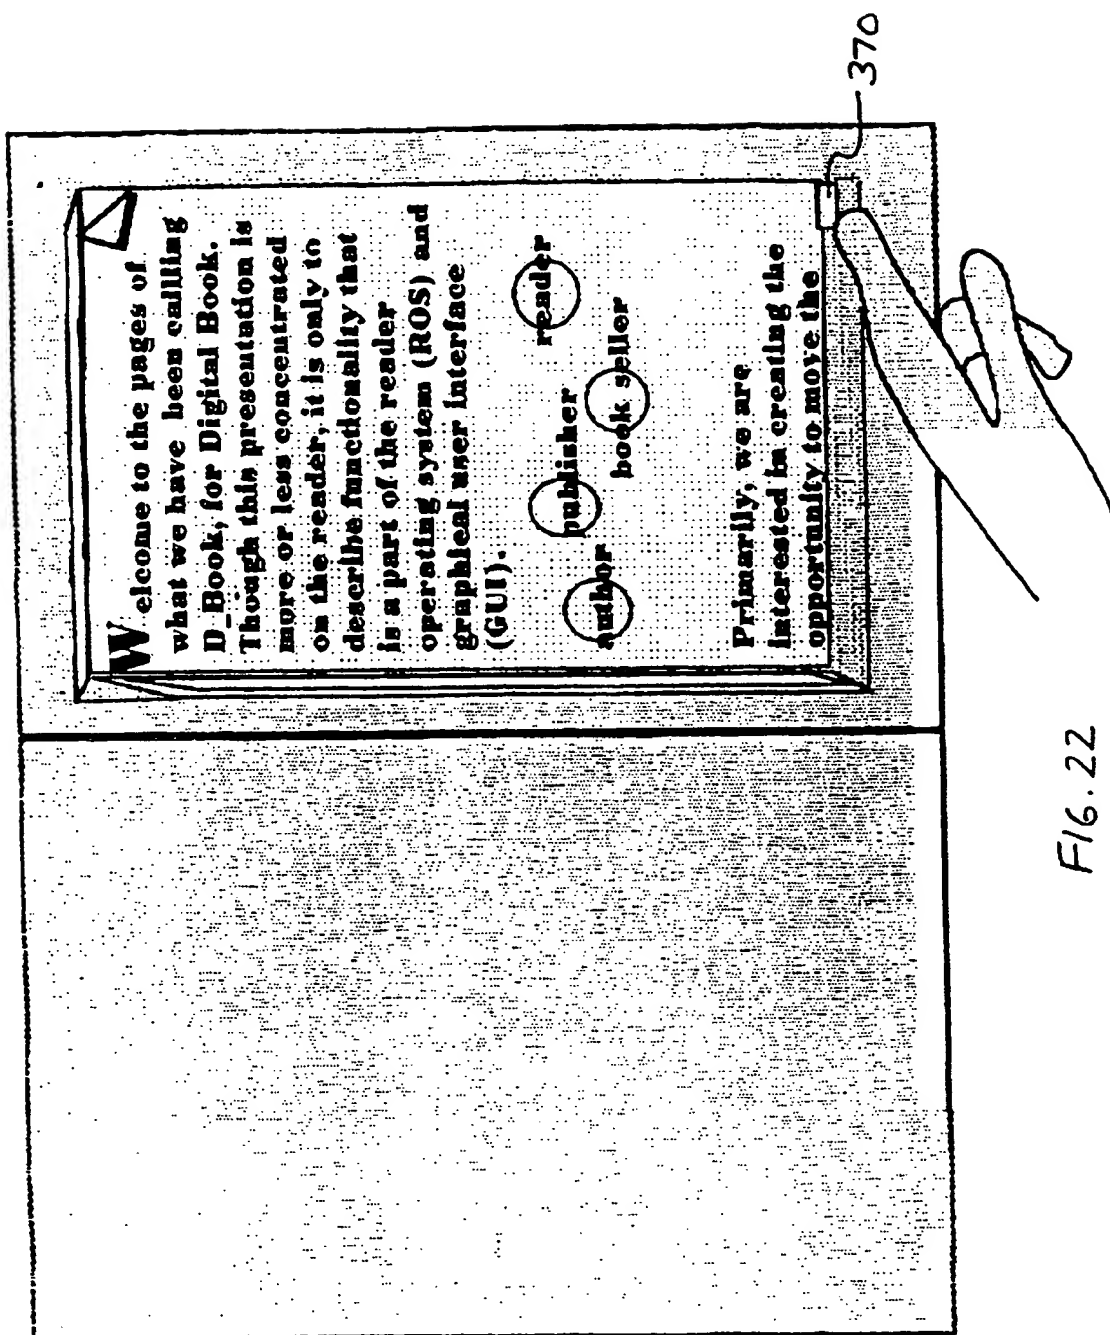 Welcome to the pages of
what we have been calling
D_Book, for Digital Book.
Though this presentation is
more or less concentrated
on the reader, it is only to
describe functionality that
is a part of the reader
operating system (ROS) and
graphical user interface
(GUI).
author publisher book seller reader
Primarily, we are
interested in creating the
opportunity to move the
370
FIG. 22